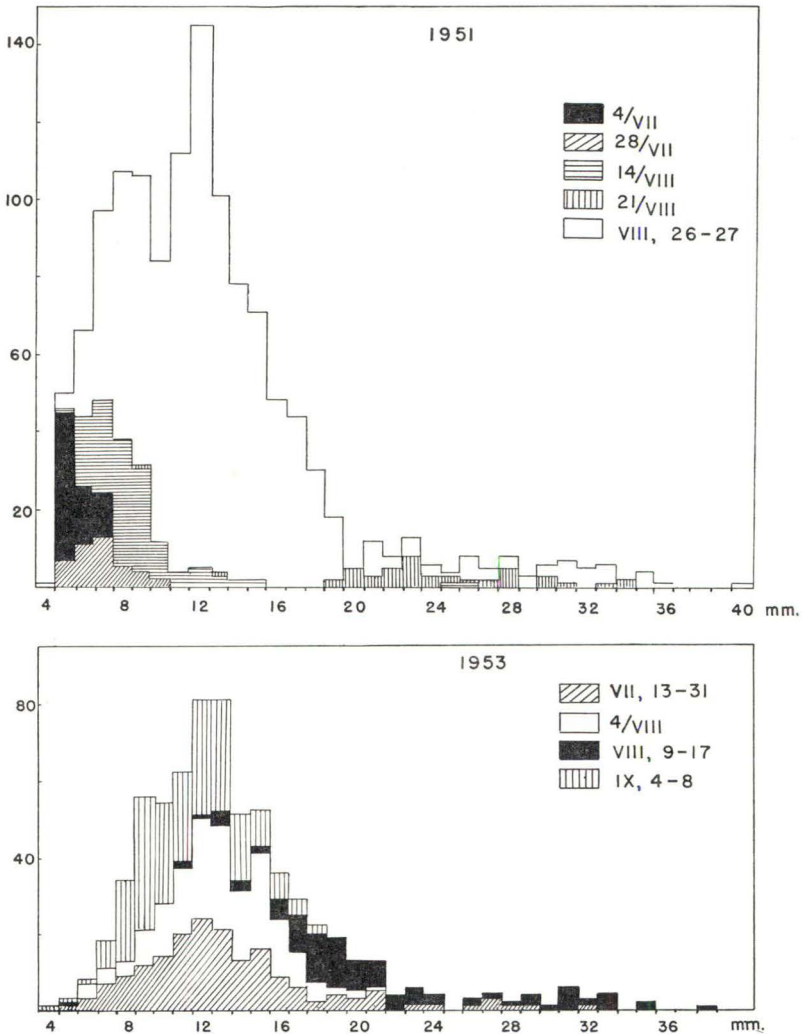 1951
140
100
60
20
4/VII
28/VII
14/VIII
21/VIII
VIII, 26-27
4 8 12 16 20 24 28 32 36 40 mm.
1953
80
40
VII, 13-31
4/VIII
VIII, 9-17
IX, 4-8
4 8 12 16 20 24 28 32 36 mm.